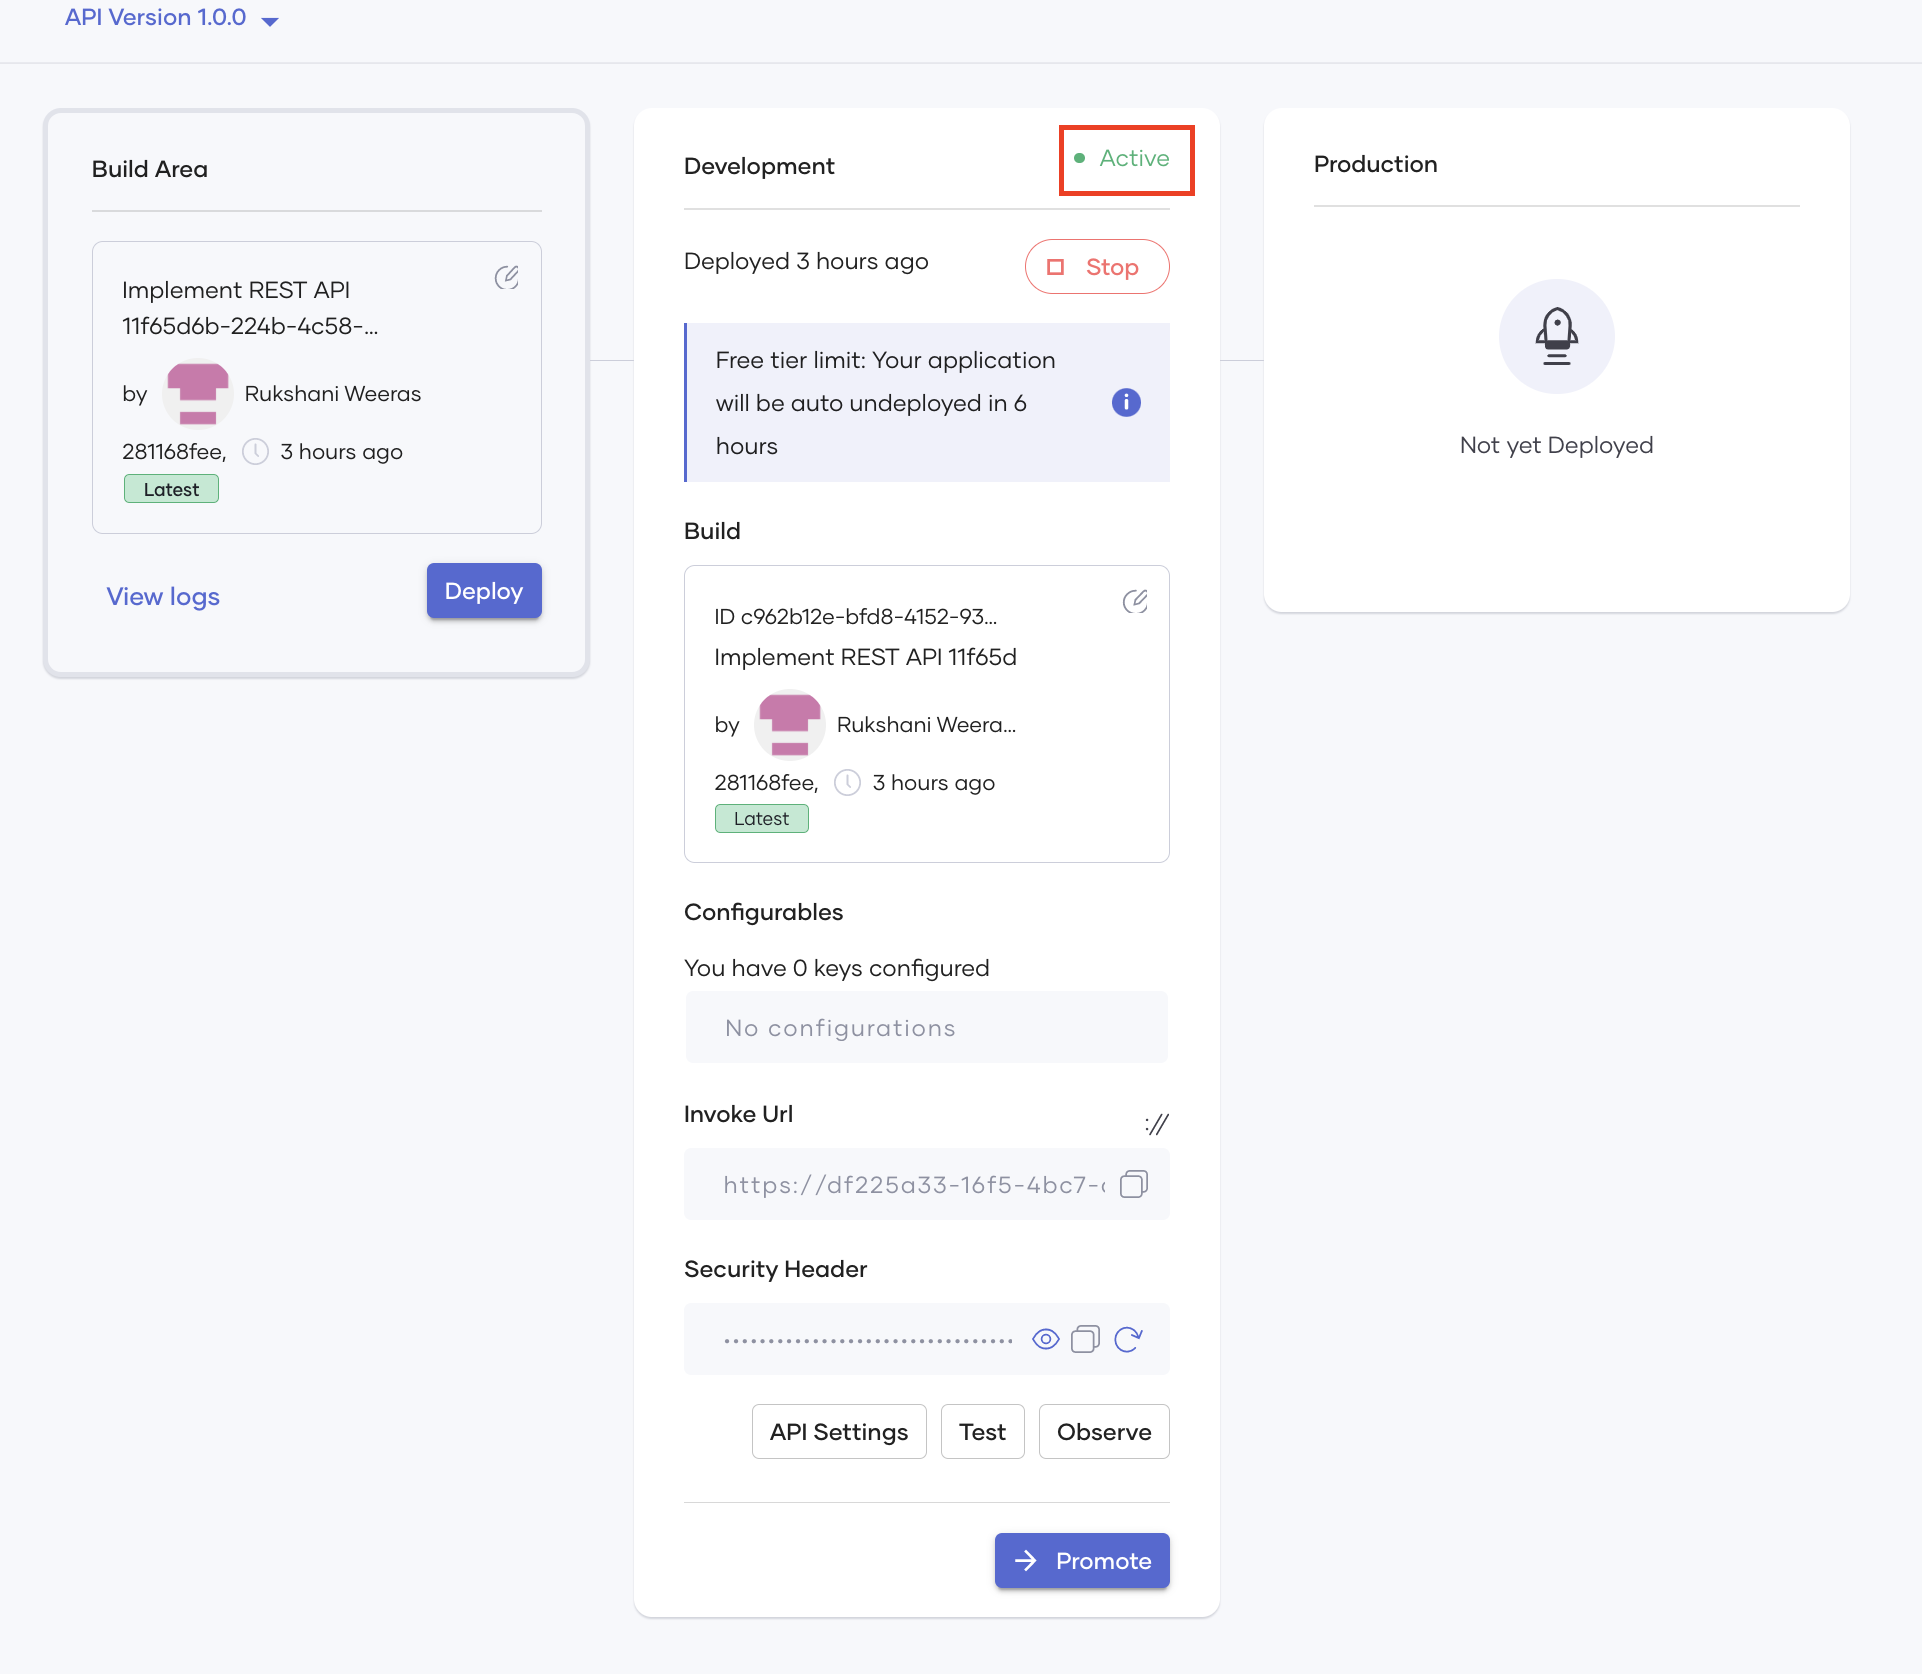 API Version 1.0.0
Build Area
Implement REST API
11f65d6b-224b-4c58-...
by Rukshani Weeras
281168fee, 3 hours ago
Latest
View logs
Deploy
Development
Active
Deployed 3 hours ago
Stop
Free tier limit: Your application
will be auto undeployed in 6
hours
Build
ID c962b12e-bfd8-4152-93...
Implement REST API 11f65d
by Rukshani Weera...
281168fee, 3 hours ago
Latest
Configurables
You have 0 keys configured
No configurations
Invoke Url
://
https://df225a33-16f5-4bc7-
Security Header
API Settings
Test
Observe
Promote
Production
Not yet Deployed